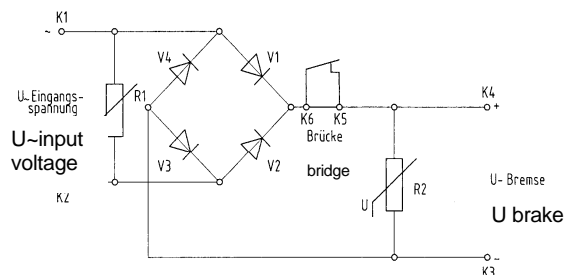 K1
~
V4
V1
U~Eingangs-
spannung
R1
U~input
voltage
K6
K5
K4
+
Brücke
V3
V2
bridge
U
R2
U- Bremse
U brake
K2
-
K3